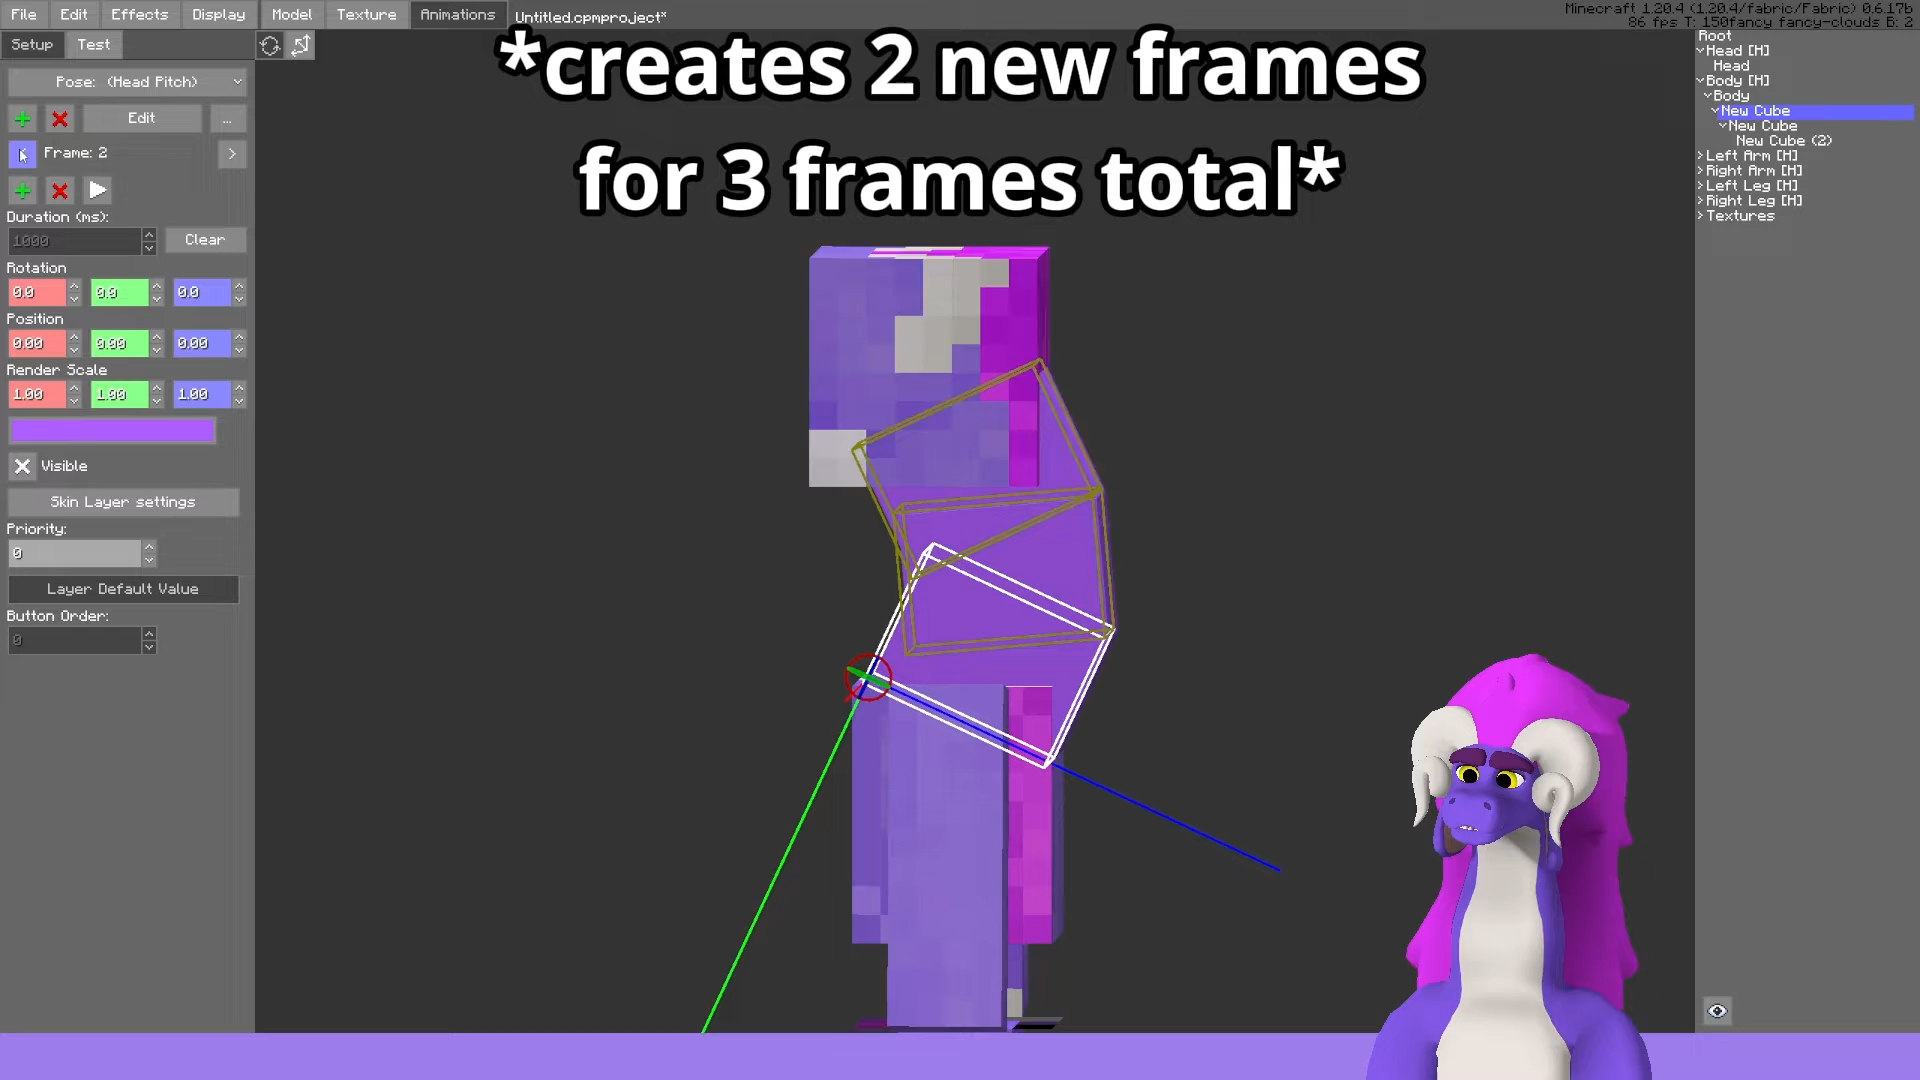 File Edit Effects Display Model Texture Animations Untitled.cpmproject*
Minecraft 1.20.4 (1.20.4/fabric/Fabric) 0.6.17b
86 fps T: 150fancy fancy-clouds B: 2
Setup Test
*creates 2 new frames
for 3 frames total*
Pose: (Head Pitch)
Edit ...
Frame: 2
Duration (ms):
1000 Clear
Rotation
0.0 0.0 0.0
Position
0.00 0.00 0.00
Render Scale
1.00 1.00 1.00
Visible
Skin Layer settings
Priority:
0
Layer Default Value
Button Order:
0
Root
Head [H]
Head
Body [H]
Body
New Cube
New Cube
New Cube (2)
Left Arm [H]
Right Arm [H]
Left Leg [H]
Right Leg [H]
Textures